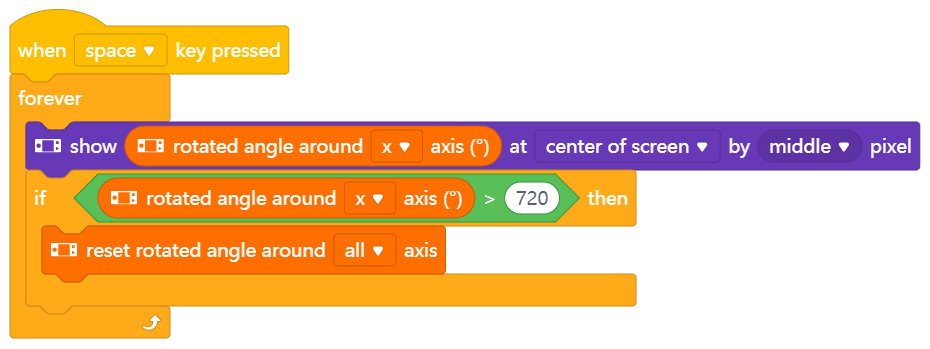 when space key pressed
forever
show rotated angle around x axis (°) at center of screen by middle pixel
if rotated angle around x axis (°) > 720 then
reset rotated angle around all axis